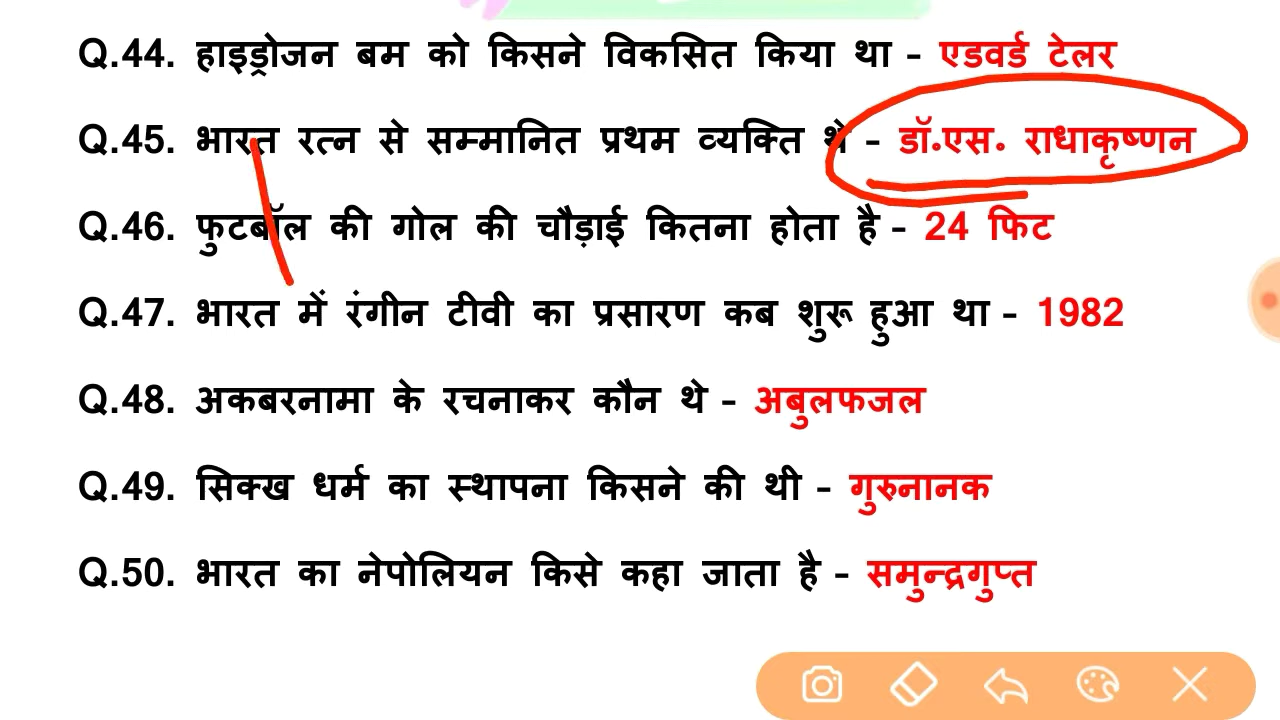 Q.44. हाइड्रोजन बम को किसने विकसित किया था - एडवर्ड टेलर
Q.45. भारत रत्न से सम्मानित प्रथम व्यक्ति थे - डॉ.एस. राधाकृष्णन
Q.46. फुटबॉल की गोल की चौड़ाई कितना होता है - 24 फिट
Q.47. भारत में रंगीन टीवी का प्रसारण कब शुरू हुआ था - 1982
Q.48. अकबरनामा के रचनाकर कौन थे - अबुलफजल
Q.49. सिक्ख धर्म का स्थापना किसने की थी - गुरुनानक
Q.50. भारत का नेपोलियन किसे कहा जाता है - समुन्द्रगुप्त